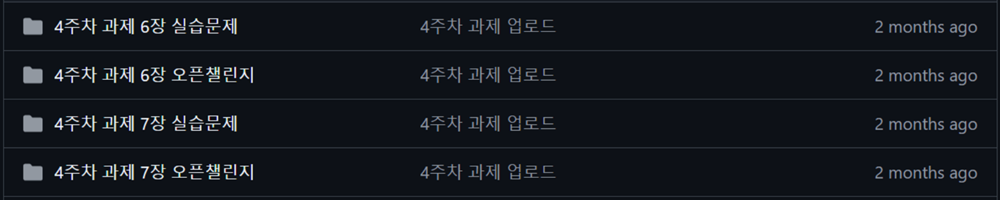 4주차 과제 6장 실습문제 4주차 과제 업로드 2 months ago
4주차 과제 6장 오픈챌린지 4주차 과제 업로드 2 months ago
4주차 과제 7장 실습문제 4주차 과제 업로드 2 months ago
4주차 과제 7장 오픈챌린지 4주차 과제 업로드 2 months ago